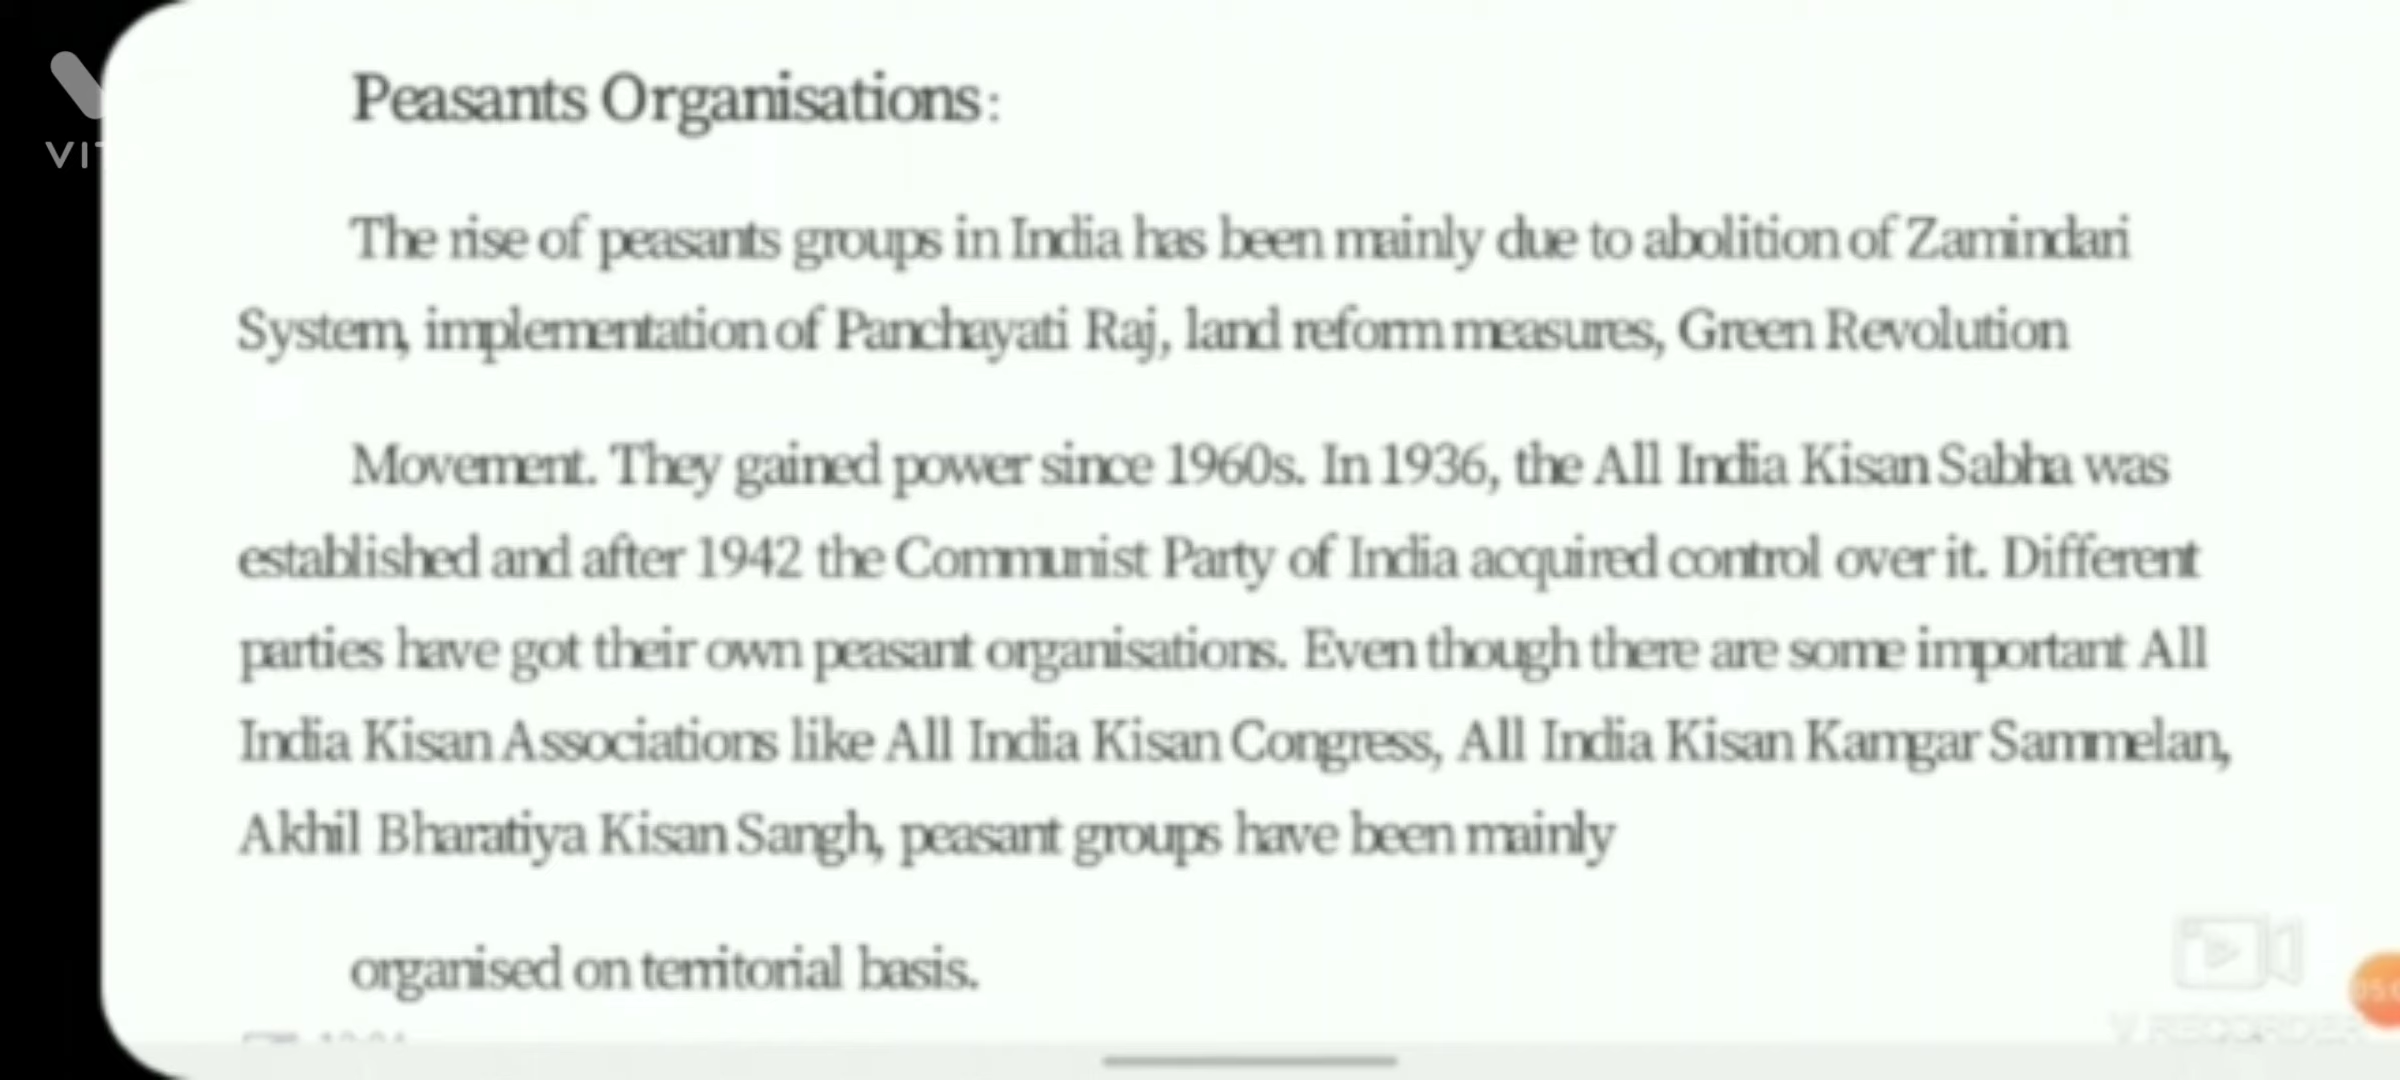 Peasants Organisations:
The rise of peasants groups in India has been mainly due to abolition of Zamindari
System, implementation of Panchayati Raj, land reform measures, Green Revolution
Movement. They gained power since 1960s. In 1936, the All India Kisan Sabha was
established and after 1942 the Communist Party of India acquired control over it. Different
parties have got their own peasant organisations. Even though there are some important All
India Kisan Associations like All India Kisan Congress, All India Kisan Kamgar Sammelan,
Akhil Bharatiya Kisan Sangh, peasant groups have been mainly
organised on territorial basis.
V RECORDER